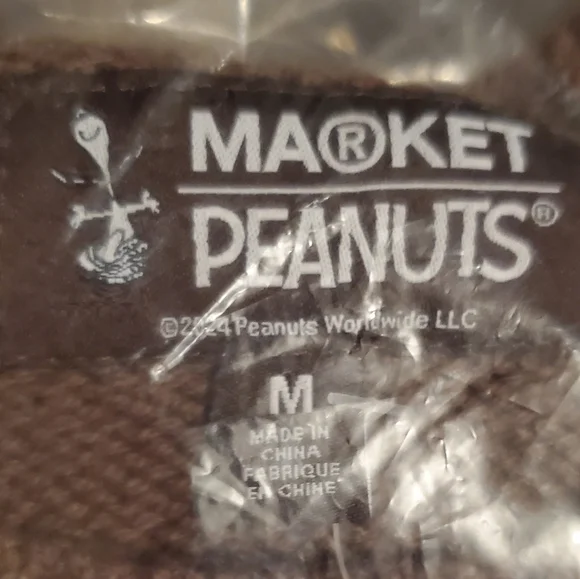 MA®KET
PEANUTS®
©2024 Peanuts Worldwide LLC
M
MADE IN
CHINA
FABRIQUE
EN CHINE